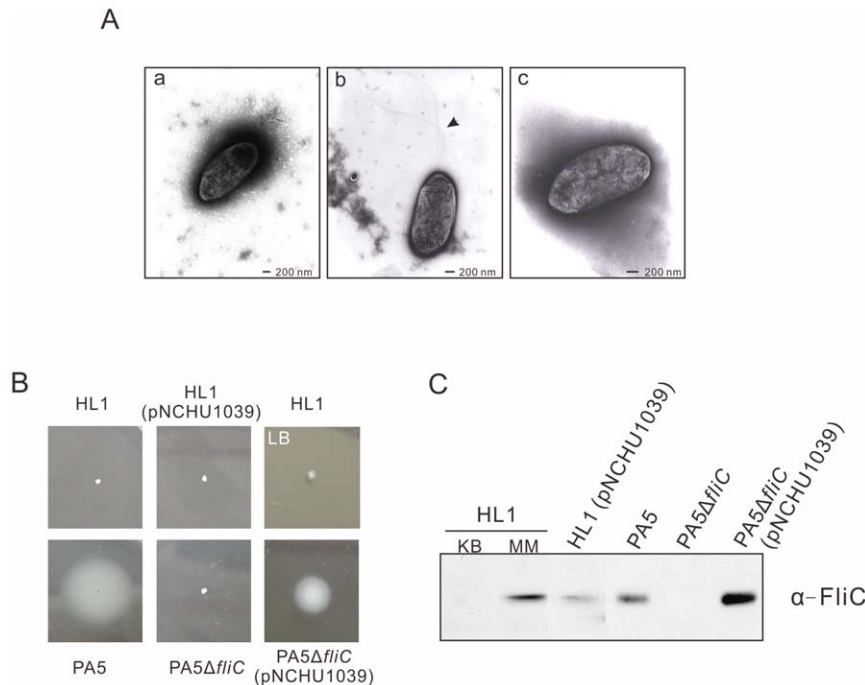 A
a
b
c
200 nm
200 nm
200 nm
B
HL1
HL1
(pNCHU1039)
HL1
LB
PA5
PA5ΔfliC
PA5ΔfliC
(pNCHU1039)
C
HL1
KB
MM
HL1 (pNCHU1039)
PA5
PA5ΔfliC
PA5ΔfliC
(pNCHU1039)
α-FliC